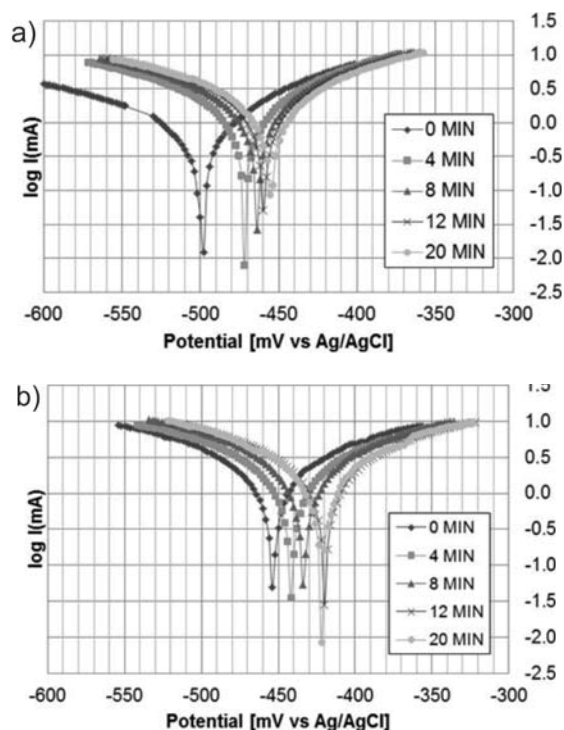 a)
1.5
1.0
0.5
0.0
-0.5
-1.0
-1.5
-2.0
-2.5
log I(mA)
0 MIN
4 MIN
8 MIN
12 MIN
20 MIN
-600 -550 -500 -450 -400 -350 -300
Potential [mV vs Ag/AgCl]
b)
1.5
1.0
0.5
0.0
-0.5
-1.0
-1.5
-2.0
-2.5
log I(mA)
0 MIN
4 MIN
8 MIN
12 MIN
20 MIN
-600 -550 -500 -450 -400 -350 -300
Potential [mV vs Ag/AgCl]